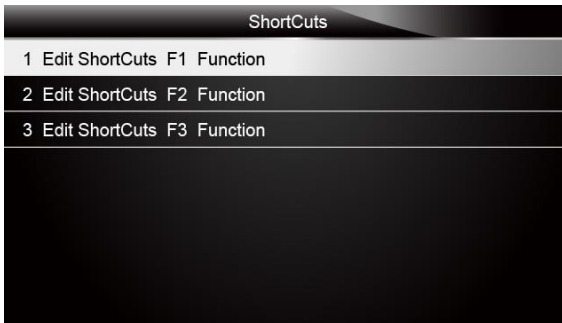 ShortCuts
1 Edit ShortCuts F1 Function
2 Edit ShortCuts F2 Function
3 Edit ShortCuts F3 Function